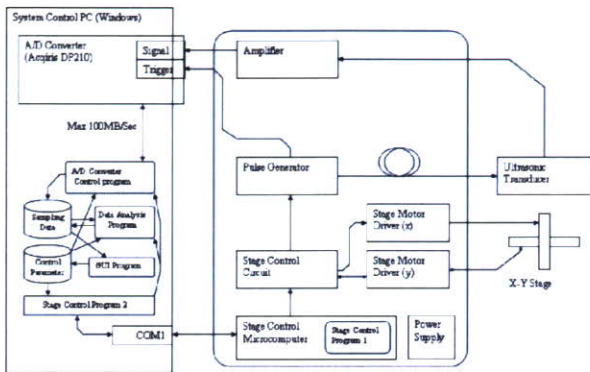 System Control PC (Windows)
A/D Converter
(Acqiris DP210)
Signal
Trigger
Amplifier
Max 100MB/Sec
A/D Converter
Control program
Pulse Generator
Ultrasonic
Transducer
Sampling
Data
Data Analysis
Program
Stage Motor
Driver (x)
Control
Parameter
GUI Program
Stage Control
Circuit
Stage Motor
Driver (y)
X-Y Stage
Stage Control Program 2
COM1
Stage Control
Microcomputer
Stage Control
Program 1
Power
Supply